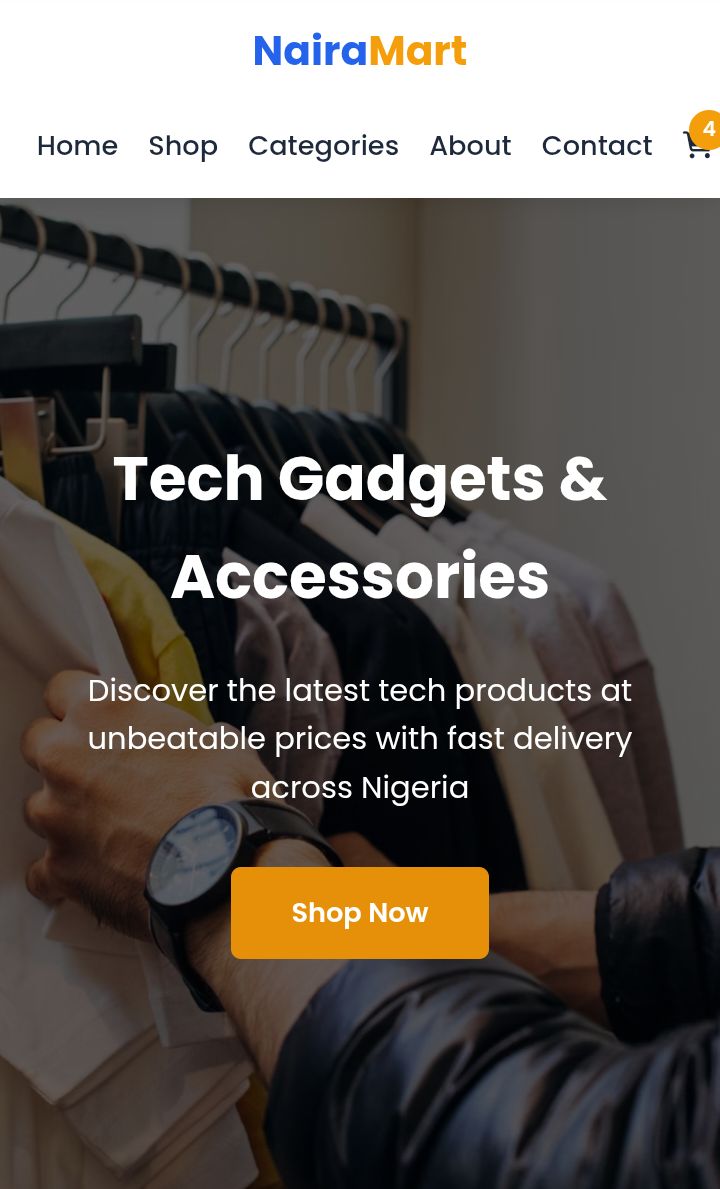 NairaMart
4
Home Shop Categories About Contact
Tech Gadgets &
Accessories
Discover the latest tech products at
unbeatable prices with fast delivery
across Nigeria
Shop Now